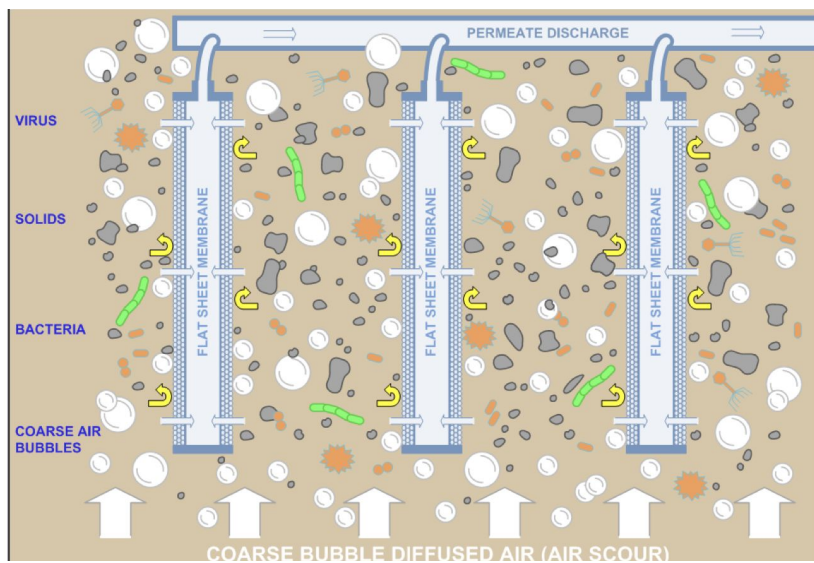 PERMEATE DISCHARGE
VIRUS
SOLIDS
BACTERIA
COARSE AIR
BUBBLES
FLAT SHEET MEMBRANE
FLAT SHEET MEMBRANE
FLAT SHEET MEMBRANE
COARSE BUBBLE DIFFUSED AIR (AIR SCOUR)